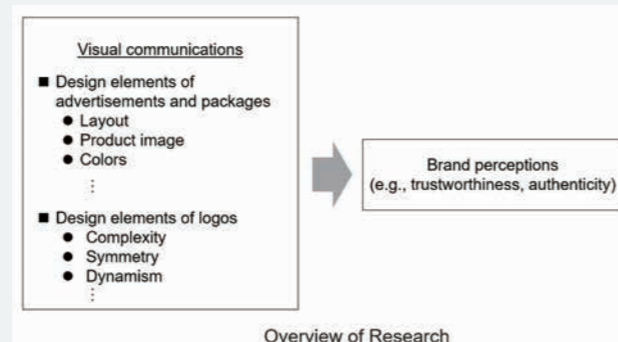 Visual communications
■ Design elements of
advertisements and packages
● Layout
● Product image
● Colors
⋮
■ Design elements of logos
● Complexity
● Symmetry
● Dynamism
⋮
Brand perceptions
(e.g., trustworthiness, authenticity)
Overview of Research